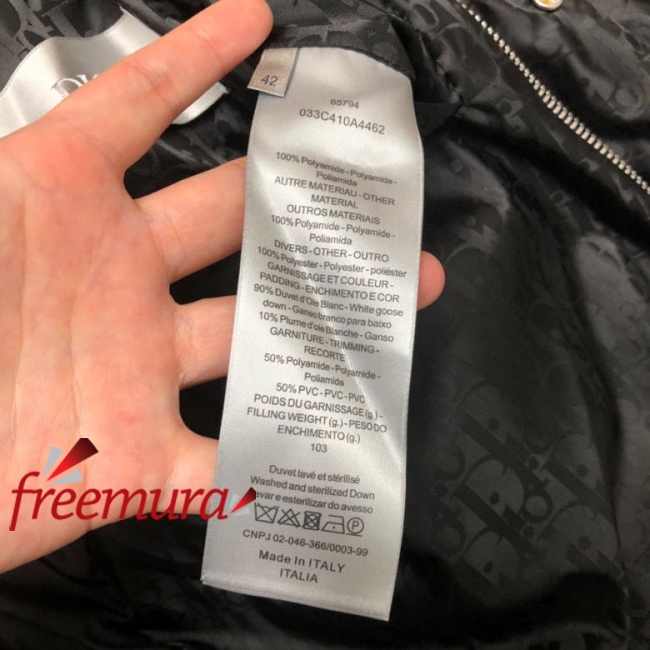 42
65794
033C410A4462
100% Polyamide - Polyamide -
Poliamida
AUTRE MATERIAU - OTHER
MATERIAL
OUTROS MATERIAIS
100% Polyamide - Polyamide -
Poliamida
DIVERS - OTHER - OUTRO
100% Polyester - Polyester - poliéster
GARNISSAGE ET COULEUR -
PADDING - ENCHIMENTO E COR
90% Duvet d'Oie Blanc - White goose
down - Ganso branco para baixo
10% Plume d'oie Blanche - Ganso
GARNITURE - TRIMMING -
RECORTE
50% Polyamide - Polyamide -
Poliamida
50% PVC - PVC - PVC
POIDS DU GARNISSAGE (g.) -
FILLING WEIGHT (g.) - PESO DO
ENCHIMENTO (g.)
103
Duvet lavé et stérilisé
Washed and sterilized Down
avar e esterilizar do avesso
P
CNPJ 02-046-366/0003-99
Made in ITALY
ITALIA
freemura
Dior